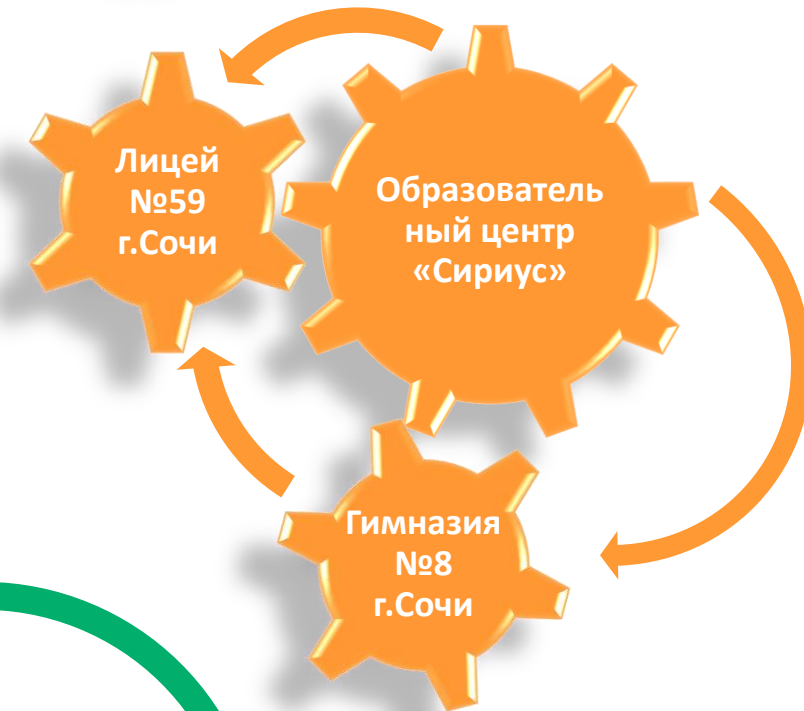 Лицей
№59
г.Сочи
Образователь
ный центр
«Сириус»
Гимназия
№8
г.Сочи